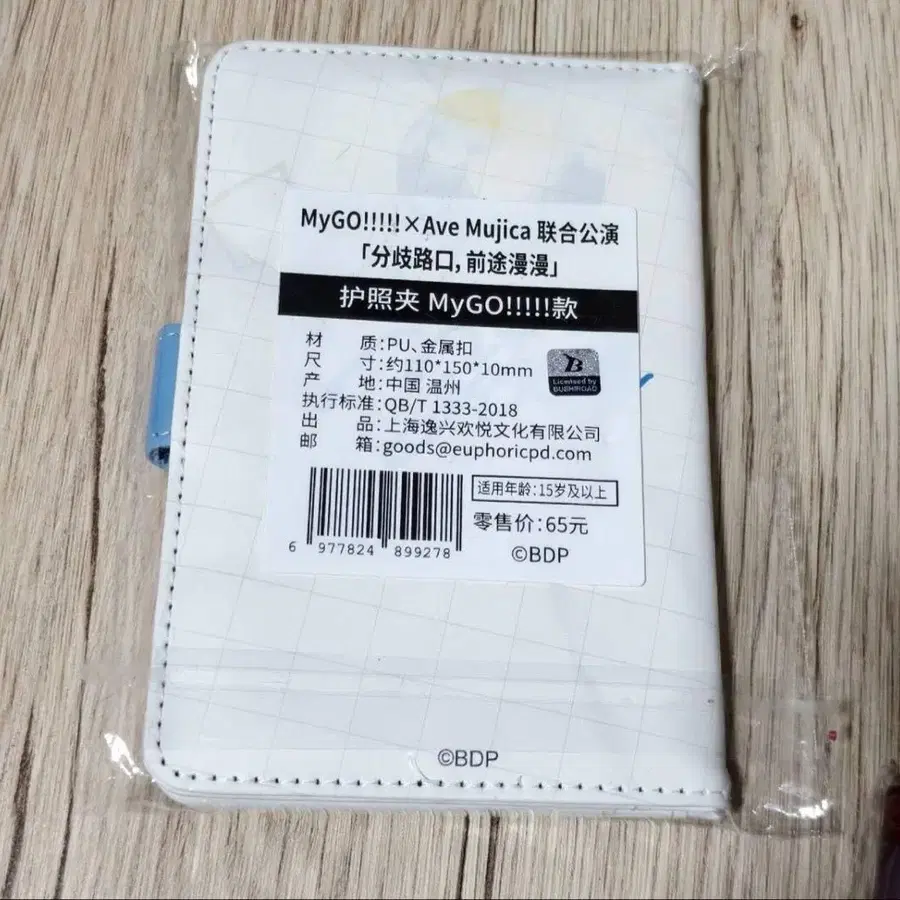 MyGO!!!!!×Ave Mujica 联合公演
「分歧路口,前途漫漫」
护照夹 MyGO!!!!!款
材 质:PU、金属扣
尺 寸:约110*150*10mm
产 地:中国 温州
执行标准:QB/T 1333-2018
出 品:上海逸兴欢悦文化有限公司
邮 箱:goods@euphoricpd.com
B
Licensed by
BUSHIROAD
适用年龄:15岁及以上
零售价:65元
6 977824 899278
©BDP
©BDP